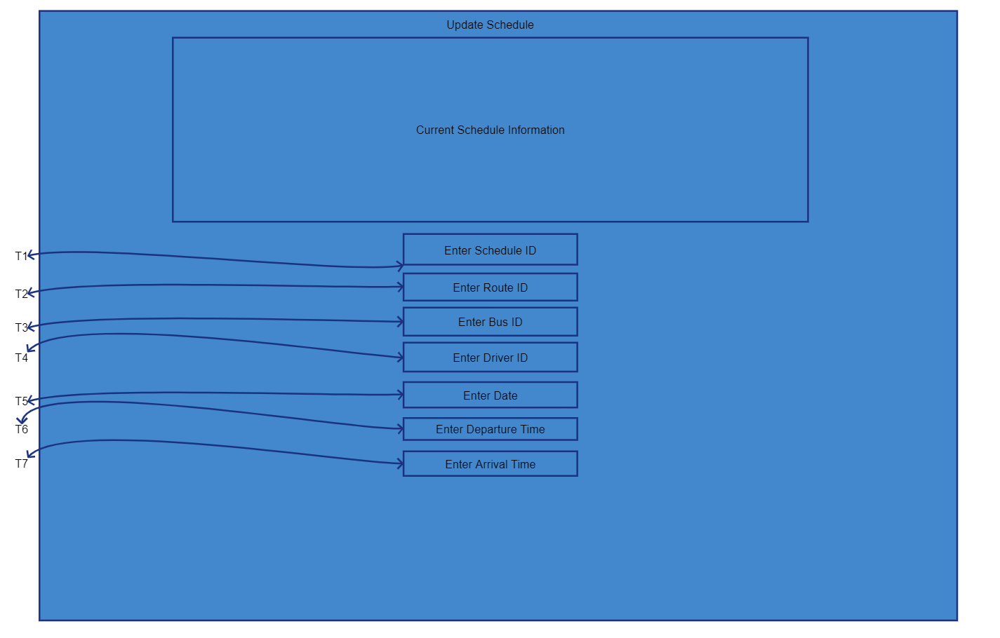 Update Schedule
Current Schedule Information
T1
Enter Schedule ID
T2
Enter Route ID
T3
Enter Bus ID
T4
Enter Driver ID
T5
Enter Date
T6
Enter Departure Time
T7
Enter Arrival Time